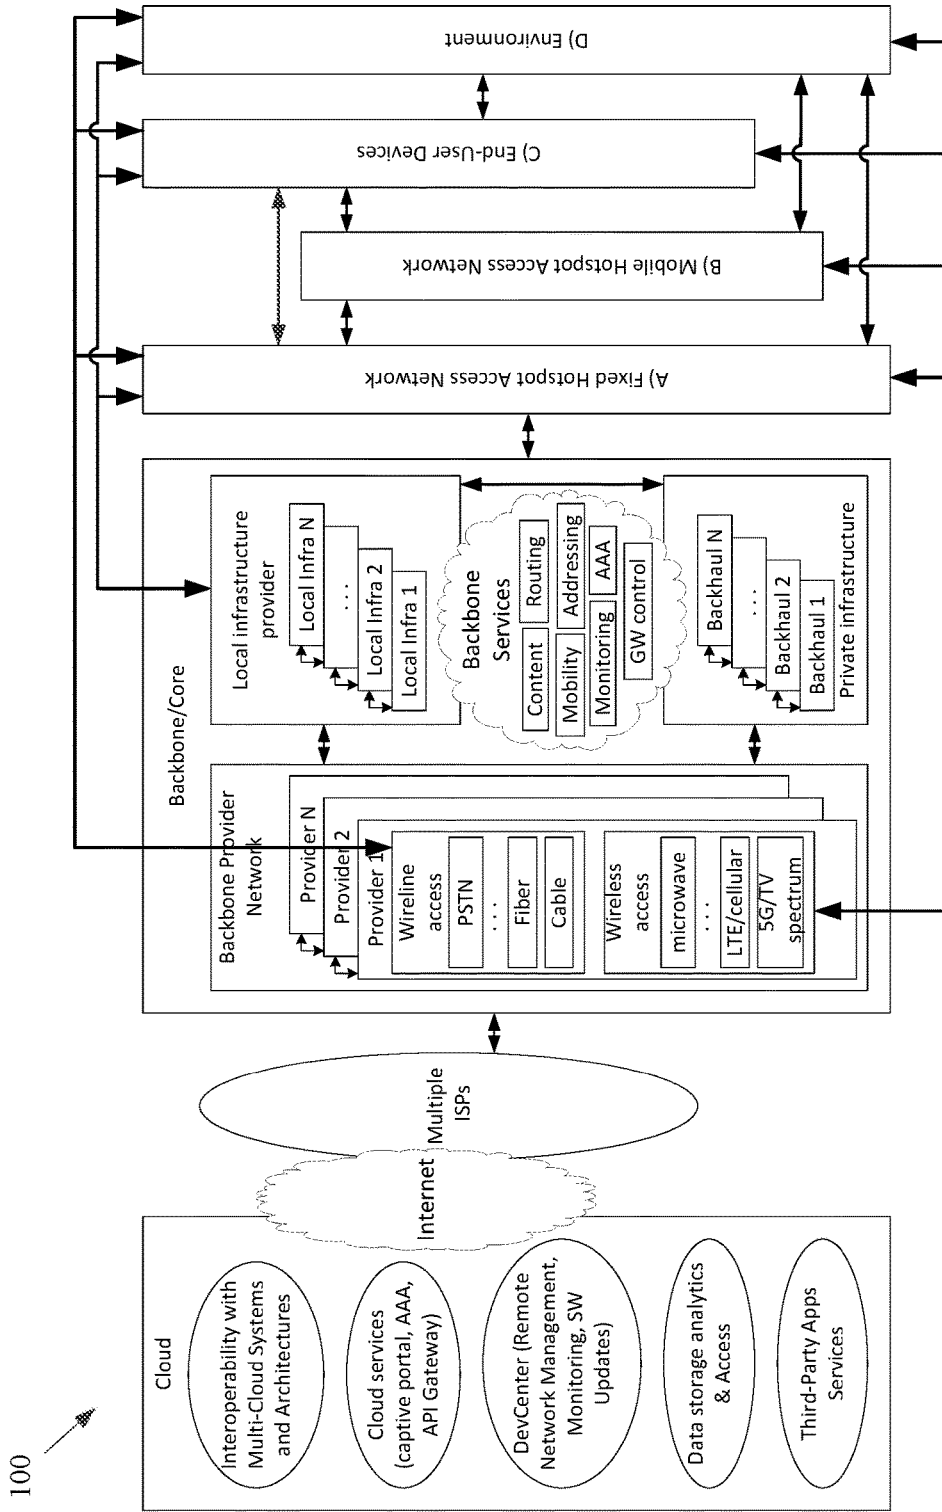 100
Cloud
Interoperability with
Multi-Cloud Systems
and Architectures
Cloud services
(captive portal, AAA,
API Gateway)
DevCenter (Remote
Network Management,
Monitoring, SW
Updates)
Data storage analytics
& Access
Third-Party Apps
Services
Internet
Multiple
ISPs
Backbone/Core
Backbone Provider
Network
Provider N
Provider 2
Provider 1
Wireline
access
PSTN
. . .
Fiber
Cable
Wireless
access
microwave
. . .
LTE/cellular
5G/TV
spectrum
Local infrastructure
provider
Local Infra N
. . .
Local Infra 2
Local Infra 1
Backbone
Services
Content
Routing
Mobility
Addressing
Monitoring
AAA
GW control
Backhaul N
. . .
Backhaul 2
Backhaul 1
Private infrastructure
A) Fixed Hotspot Access Network
B) Mobile Hotspot Access Network
C) End-User Devices
D) Environment